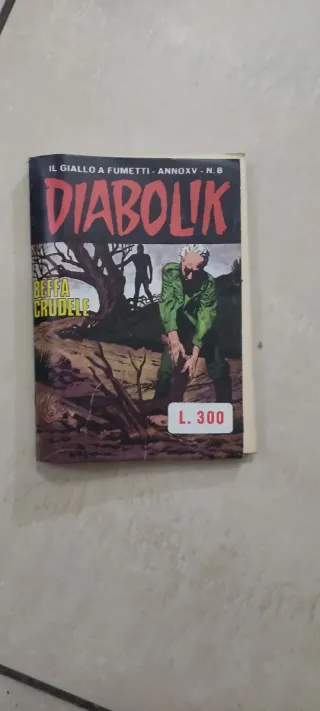 IL GIALLO A FUMETTI - ANNO XV - N. 8
DIABOLIK
BEFFA
CRUDELE
L. 300